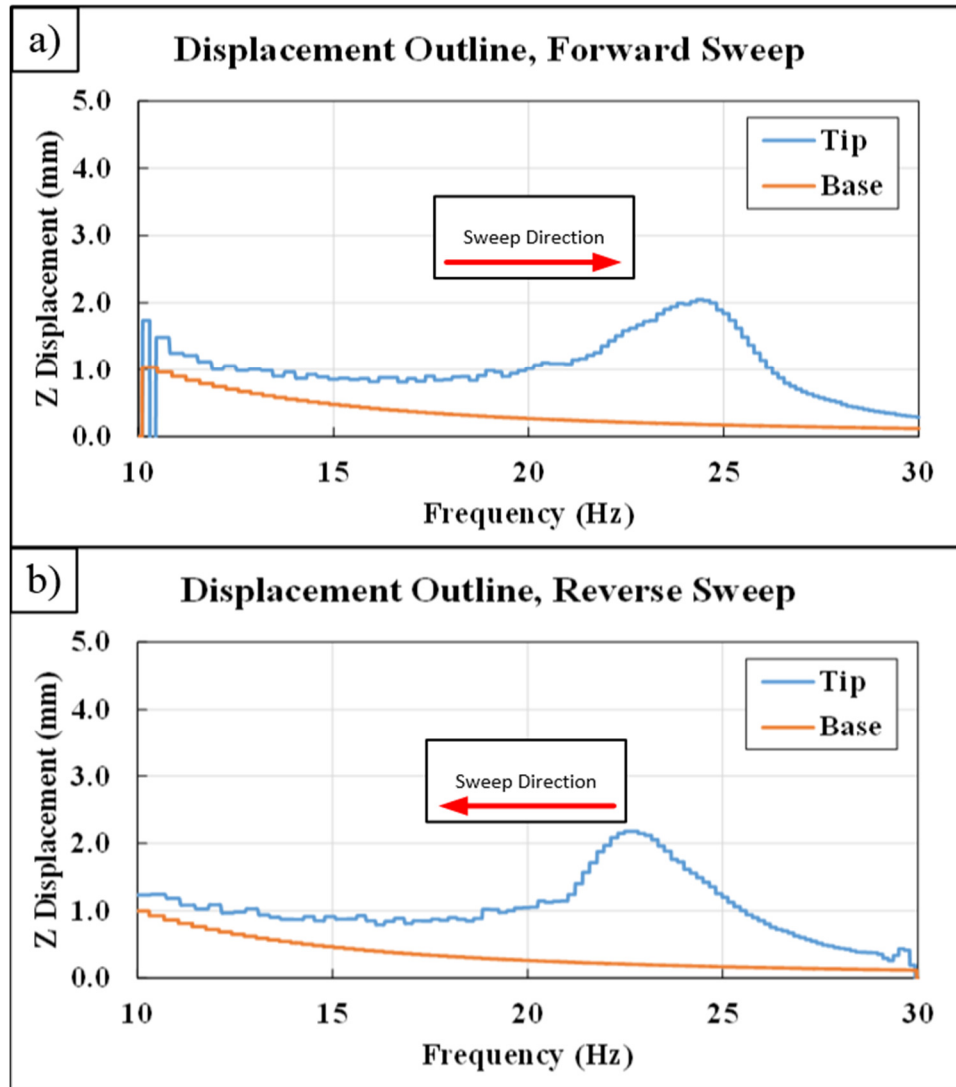 a)
Displacement Outline, Forward Sweep
5.0
4.0
3.0
2.0
1.0
0.0
Z Displacement (mm)
Tip
Base
Sweep Direction
10 15 20 25 30
Frequency (Hz)
b)
Displacement Outline, Reverse Sweep
5.0
4.0
3.0
2.0
1.0
0.0
Z Displacement (mm)
Tip
Base
Sweep Direction
10 15 20 25 30
Frequency (Hz)